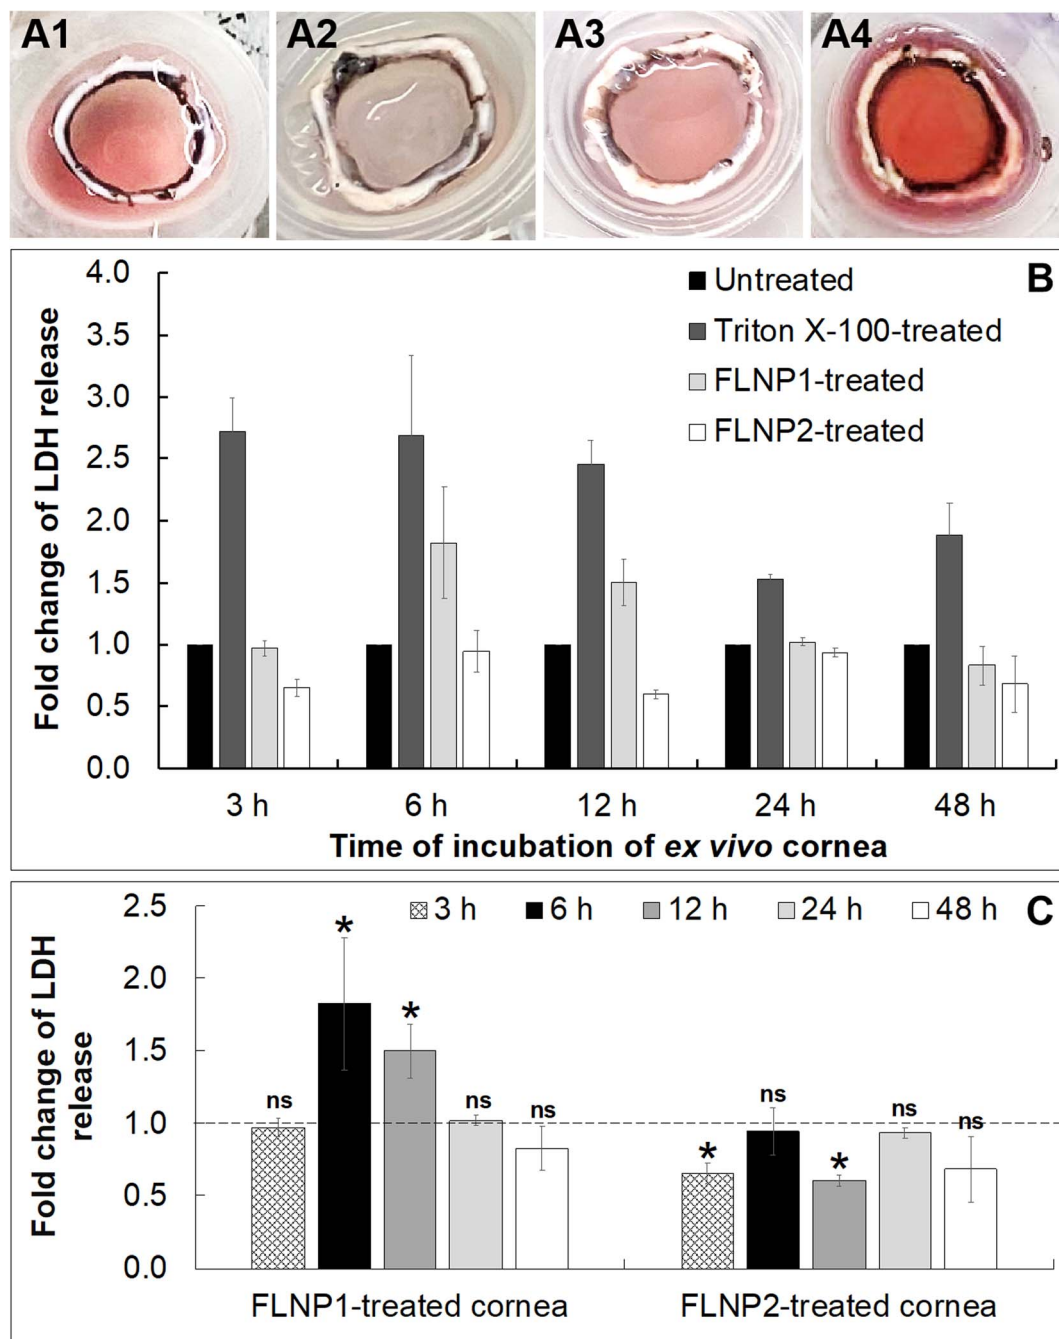 A1 A2 A3 A4
B
Untreated
Triton X-100-treated
FLNP1-treated
FLNP2-treated
Fold change of LDH release
4.0
3.5
3.0
2.5
2.0
1.5
1.0
0.5
0.0
3 h 6 h 12 h 24 h 48 h
Time of incubation of ex vivo cornea
C
3 h 6 h 12 h 24 h 48 h
Fold change of LDH
release
2.5
2.0
1.5
1.0
0.5
0.0
ns * * ns ns
* ns * ns ns
FLNP1-treated cornea FLNP2-treated cornea